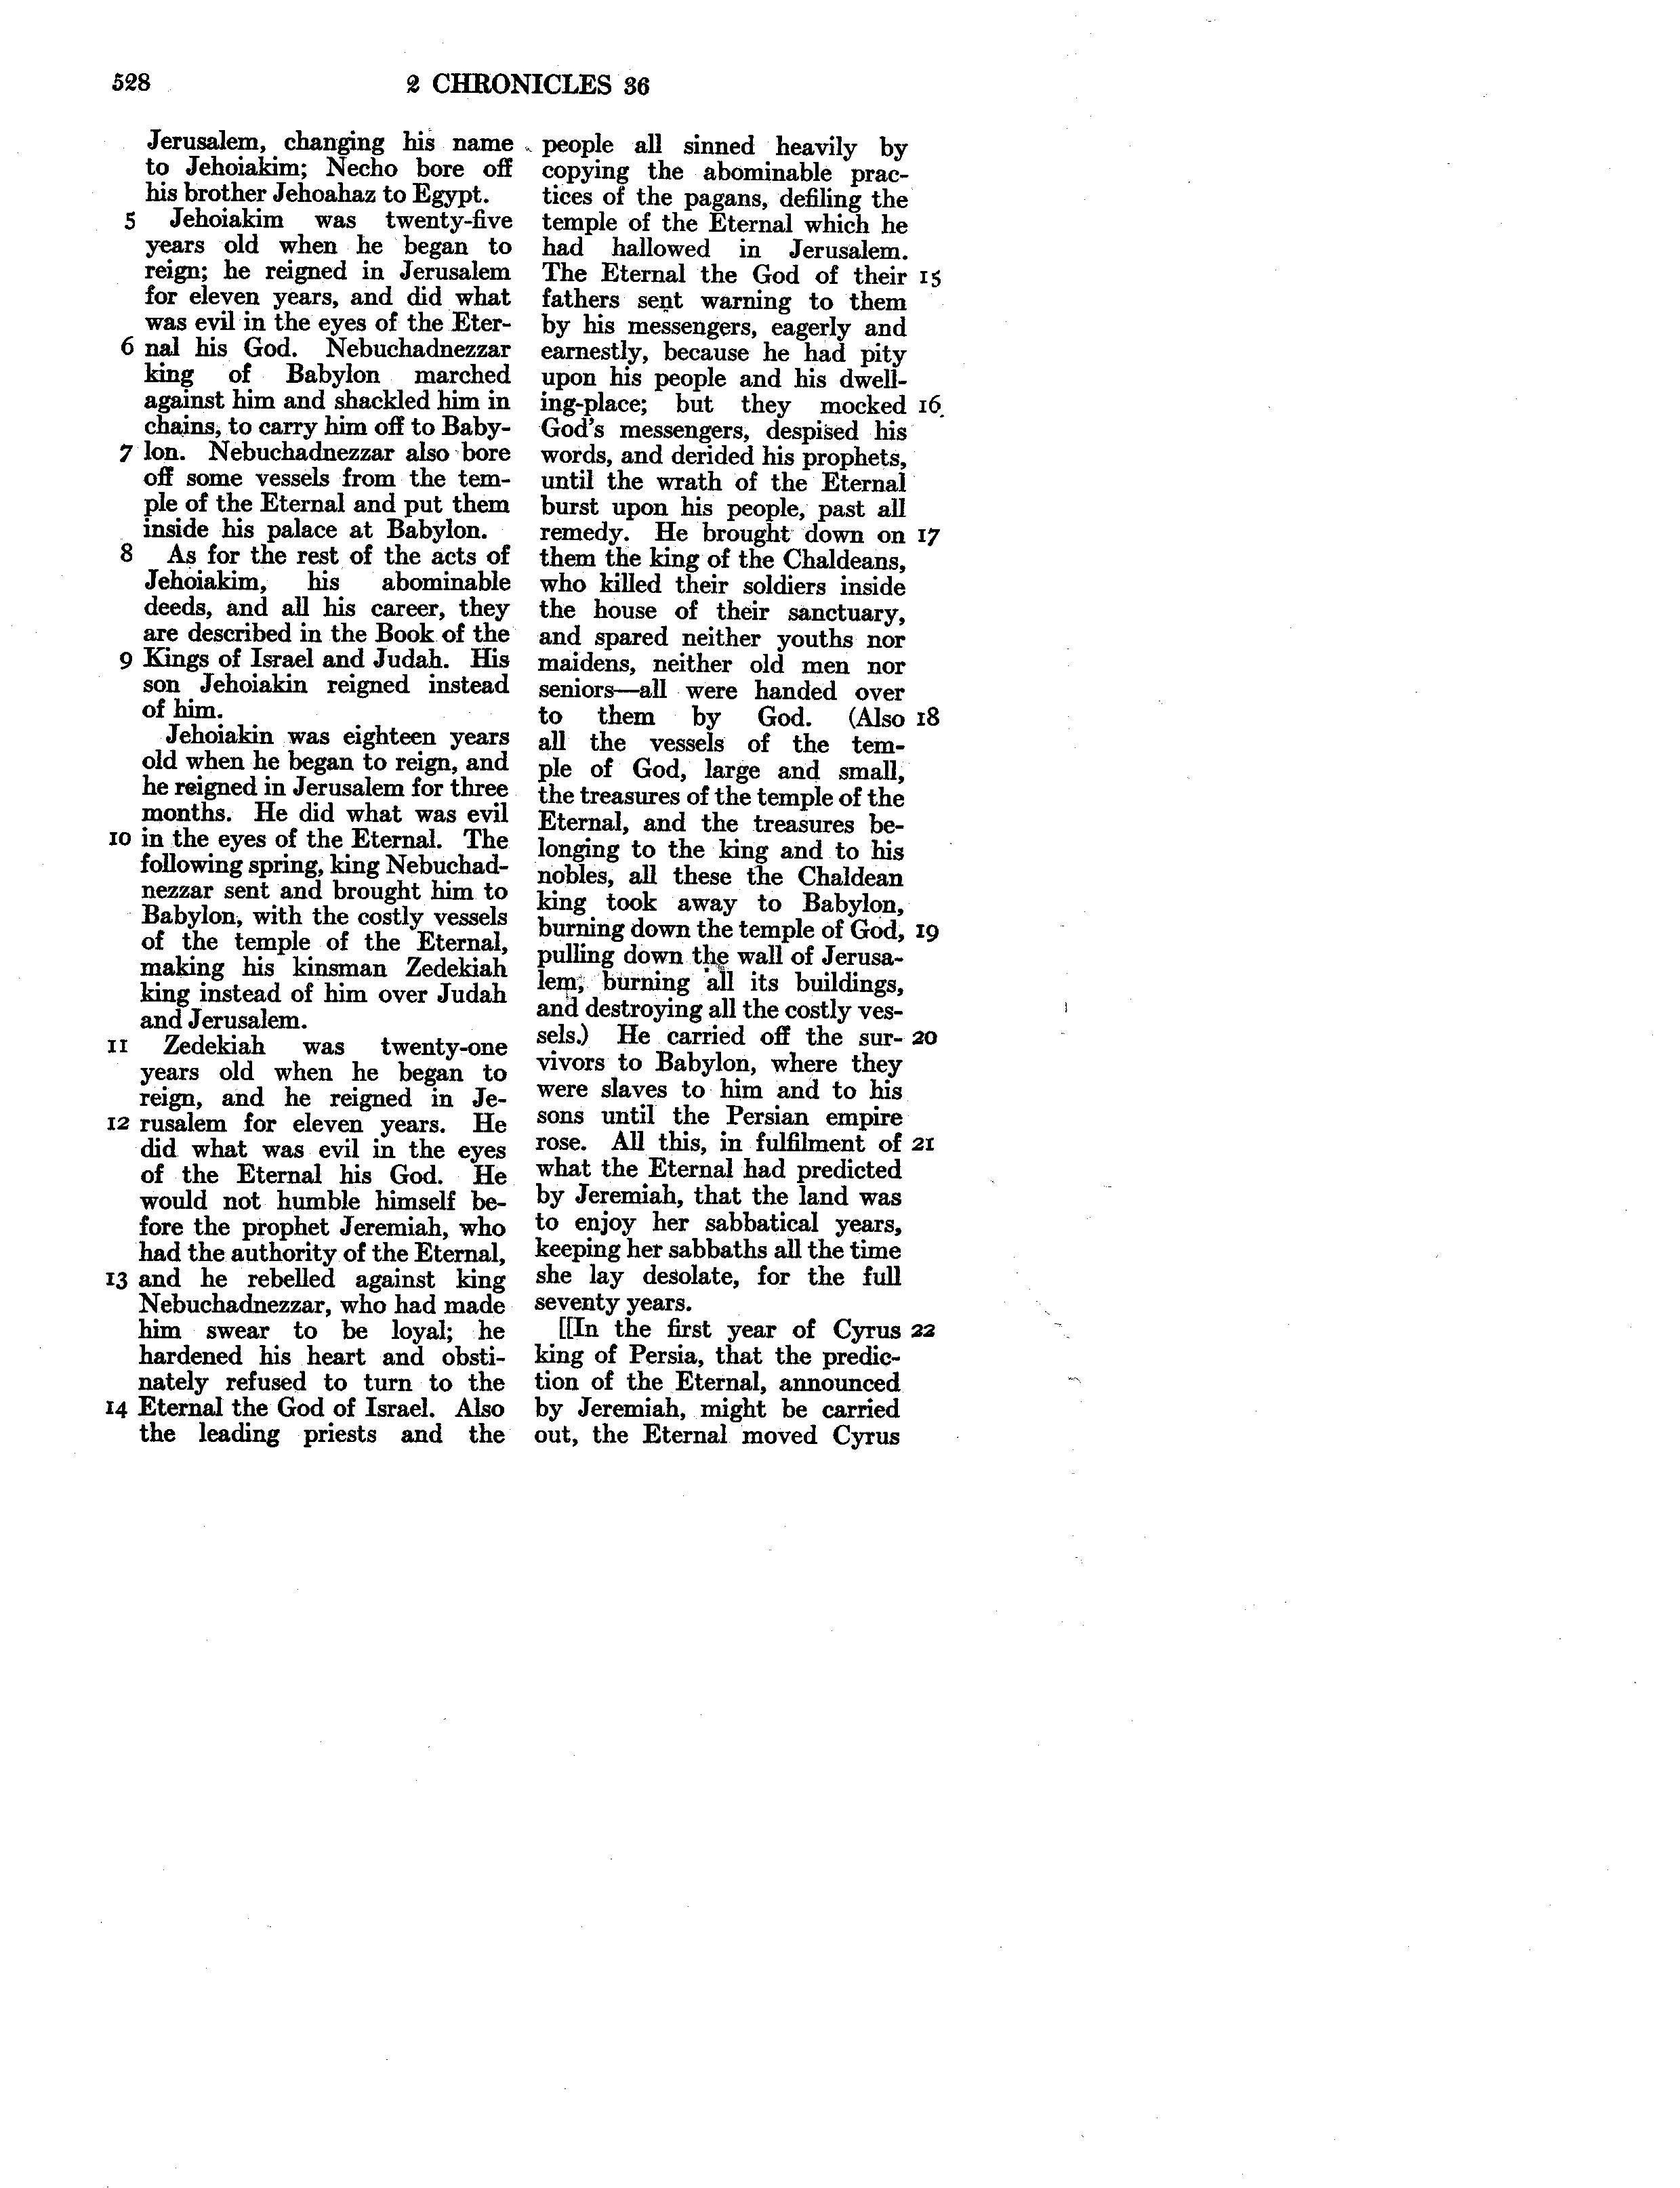 528 2 CHRONICLES 36
Jerusalem, changing his name
to Jehoiakim; Necho bore off
his brother Jehoahaz to Egypt.
5 Jehoiakim was twenty-five
years old when he began to
reign; he reigned in Jerusalem
for eleven years, and did what
was evil in the eyes of the Eter-
6 nal his God. Nebuchadnezzar
king of Babylon marched
against him and shackled him in
chains, to carry him off to Baby-
7 lon. Nebuchadnezzar also bore
off some vessels from the tem-
ple of the Eternal and put them
inside his palace at Babylon.
8 As for the rest of the acts of
Jehoiakim, his abominable
deeds, and all his career, they
are described in the Book of the
9 Kings of Israel and Judah. His
son Jehoiakin reigned instead
of him.
Jehoiakin was eighteen years
old when he began to reign, and
he reigned in Jerusalem for three
months. He did what was evil
10 in the eyes of the Eternal. The
following spring, king Nebuchad-
nezzar sent and brought him to
Babylon, with the costly vessels
of the temple of the Eternal,
making his kinsman Zedekiah
king instead of him over Judah
and Jerusalem.
11 Zedekiah was twenty-one
years old when he began to
reign, and he reigned in Je-
12 rusalem for eleven years. He
did what was evil in the eyes
of the Eternal his God. He
would not humble himself be-
fore the prophet Jeremiah, who
had the authority of the Eternal,
13 and he rebelled against king
Nebuchadnezzar, who had made
him swear to be loyal; he
hardened his heart and obsti-
nately refused to turn to the
14 Eternal the God of Israel. Also
the leading priests and the
people all sinned heavily by
copying the abominable prac-
tices of the pagans, defiling the
temple of the Eternal which he
had hallowed in Jerusalem.
The Eternal the God of their 15
fathers sent warning to them
by his messengers, eagerly and
earnestly, because he had pity
upon his people and his dwell-
ing-place; but they mocked 16
God's messengers, despised his
words, and derided his prophets,
until the wrath of the Eternal
burst upon his people, past all
remedy. He brought down on 17
them the king of the Chaldeans,
who killed their soldiers inside
the house of their sanctuary,
and spared neither youths nor
maidens, neither old men nor
seniors—all were handed over
to them by God. (Also 18
all the vessels of the tem-
ple of God, large and small,
the treasures of the temple of the
Eternal, and the treasures be-
longing to the king and to his
nobles, all these the Chaldean
king took away to Babylon,
burning down the temple of God, 19
pulling down the wall of Jerusa-
lem, burning all its buildings,
and destroying all the costly ves-
sels.) He carried off the sur- 20
vivors to Babylon, where they
were slaves to him and to his
sons until the Persian empire
rose. All this, in fulfilment of 21
what the Eternal had predicted
by Jeremiah, that the land was
to enjoy her sabbatical years,
keeping her sabbaths all the time
she lay desolate, for the full
seventy years.
[[In the first year of Cyrus 22
king of Persia, that the predic-
tion of the Eternal, announced
by Jeremiah, might be carried
out, the Eternal moved Cyrus